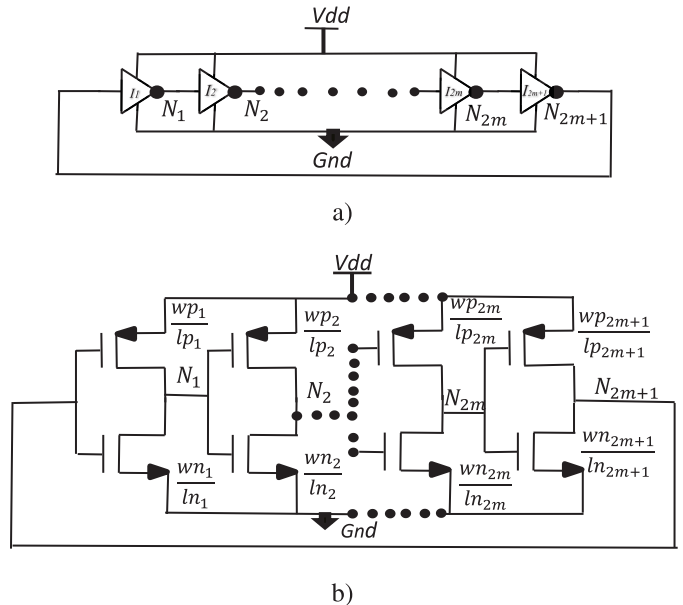 Vdd
I1 I2 I2m I2m+1
N1 N2 N2m N2m+1
Gnd
a)
Vdd
wp1 wp2 wp2m wp2m+1
lp1 lp2 lp2m lp2m+1
N1 N2 N2m N2m+1
wn1 wn2 wn2m wn2m+1
ln1 ln2 ln2m ln2m+1
Gnd
b)